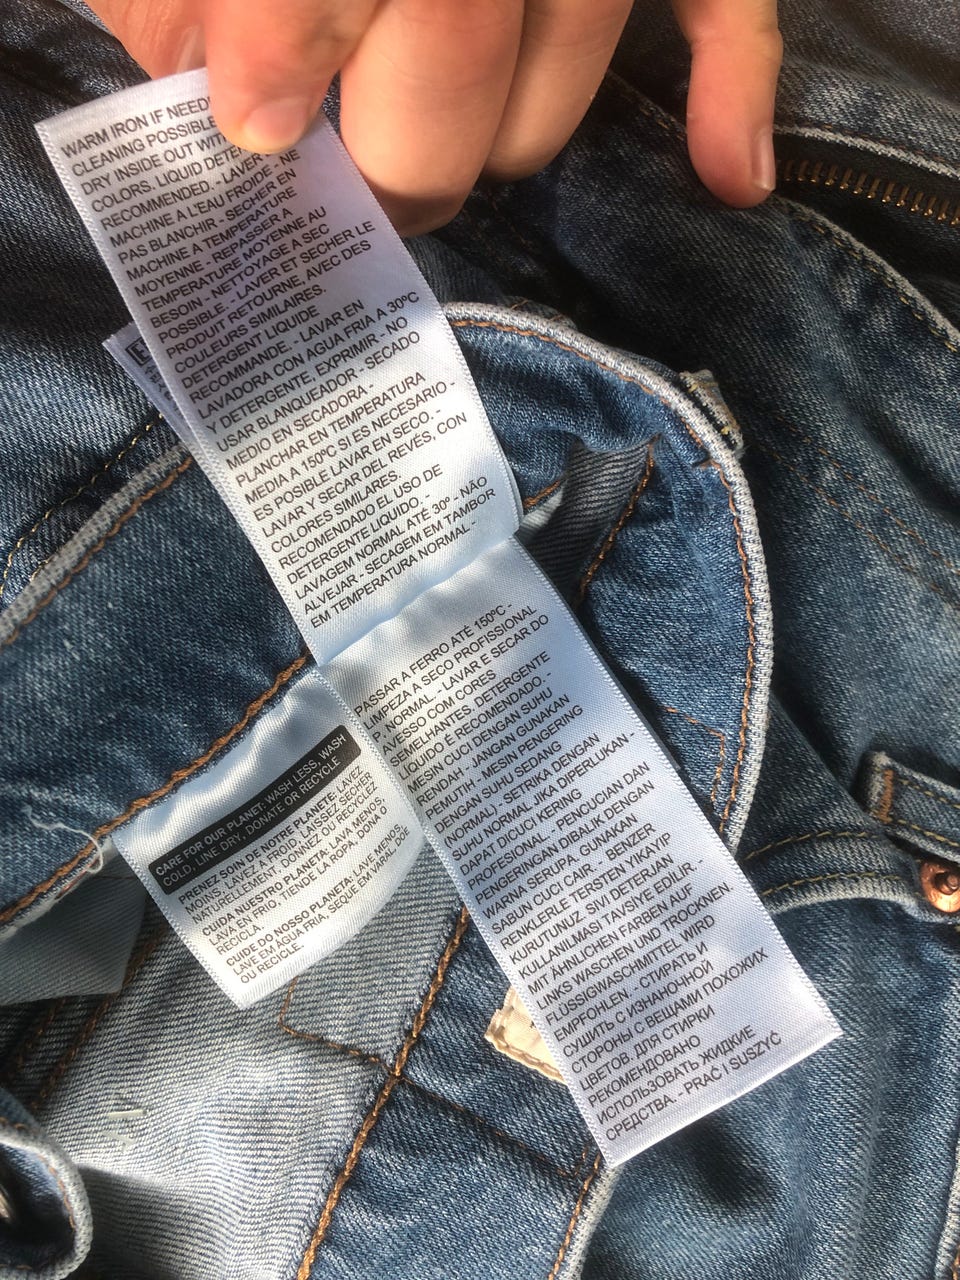 WARM IRON IF
CLEANING POSSIBLE
DRY INSIDE OUT
COLORS. LIQUID
RECOMMENDED. - LAVER
MACHINE A L'EAU FROIDE - NE
PAS BLANCHIR - SECHER EN
MACHINE A TEMPERATURE
MOYENNE - REPASSER A
TEMPERATURE MOYENNE AU
BESOIN - NETTOYAGE A SEC
POSSIBLE. - LAVER ET SECHER LE
PRODUIT RETOURNE, AVEC DES
COULEURS SIMILAIRES.
DETERGENT LIQUIDE
RECOMMANDE. - LAVAR EN
LAVADORA CON AGUA FRIA A 30ºC
Y DETERGENTE. EXPRIMIR - NO
USAR BLANQUEADOR - SECADO
MEDIO EN SECADORA -
PLANCHAR EN TEMPERATURA
MEDIA A 150ºC SI ES NECESARIO -
ES POSIBLE LAVAR EN SECO. -
LAVAR Y SECAR DEL REVÉS, CON
COLORES SIMILARES.
RECOMENDADO EL USO DE
DETERGENTE LIQUIDO. -
LAVAGEM NORMAL ATÉ 30º - NÃO
ALVEJAR - SECAGEM EM TAMBOR
EM TEMPERATURA NORMAL -
PASSAR A FERRO ATÉ 150ºC -
LIMPEZA A SECO PROFISSIONAL
P, NORMAL - LAVAR E SECAR DO
AVESSO COM CORES
SEMELHANTES. DETERGENTE
LÍQUIDO É RECOMENDADO. -
MESIN CUCI DENGAN SUHU
RENDAH - JANGAN GUNAKAN
PEMUTIH - MESIN PENGERING
DENGAN SUHU SEDANG
(NORMAL) - SETRIKA DENGAN
SUHU NORMAL JIKA DIPERLUKAN -
DAPAT DICUCI KERING
PROFESIONAL - PENCUCIAN DAN
PENGERINGAN DIBALIK DENGAN
WARNA SERUPA. GUNAKAN
SABUN CUCI CAIR. - BENZER
RENKLERLE TERSTEN YIKAYIP
KURUTUNUZ. SIVI DETERJAN
KULLANILMASI TAVSIYE EDILIR. -
MIT ÄHNLICHEN FARBEN AUF
LINKS WASCHEN UND TROCKNEN.
FLÜSSIGWASCHMITTEL WIRD
EMPFOHLEN. - СТИРАТЬ И
СУШИТЬ С ИЗНАНОЧНОЙ
СТОРОНЫ С ВЕЩАМИ ПОХОЖИХ
ЦВЕТОВ. ДЛЯ СТИРКИ
РЕКОМЕНДОВАНО
ИСПОЛЬЗОВАТЬ ЖИДКИЕ
СРЕДСТВА. - PRAĆ I SUSZYĆ
CARE FOR OUR PLANET: WASH LESS, WASH
COLD, LINE DRY, DONATE OR RECYCLE
PRENEZ SOIN DE NOTRE PLANETE: LAVEZ
MOINS, LAVEZ A FROID, LAISSEZ SECHER
NATURELLEMENT, DONNEZ OU RECYCLEZ
CUIDA NUESTRO PLANETA: LAVA MENOS,
LAVA EN FRIO, TIENDE LA ROPA, DONA O
RECICLA.
CUIDE DO NOSSO PLANETA: LAVE MENOS,
LAVE EM ÁGUA FRIA, SEQUE EM VARAL, DOE
OU RECICLE.